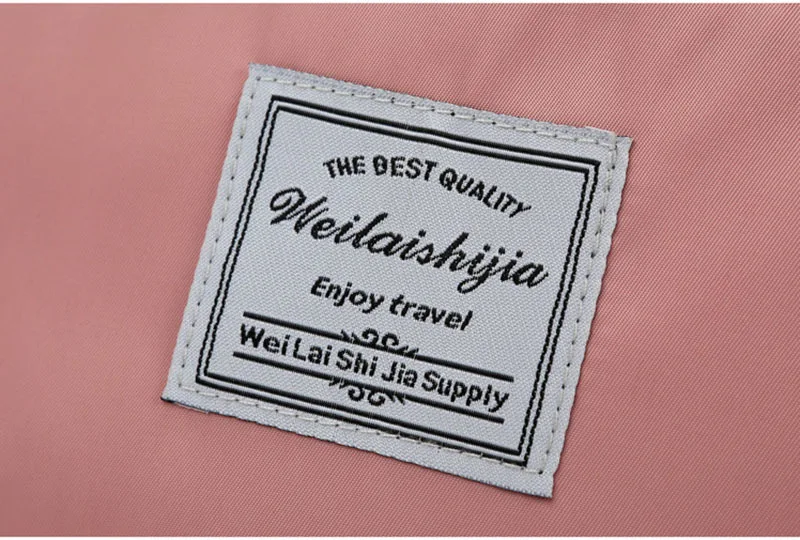 THE BEST QUALITY
Weilaishijia
Enjoy travel
Wei Lai Shi Jia Supply